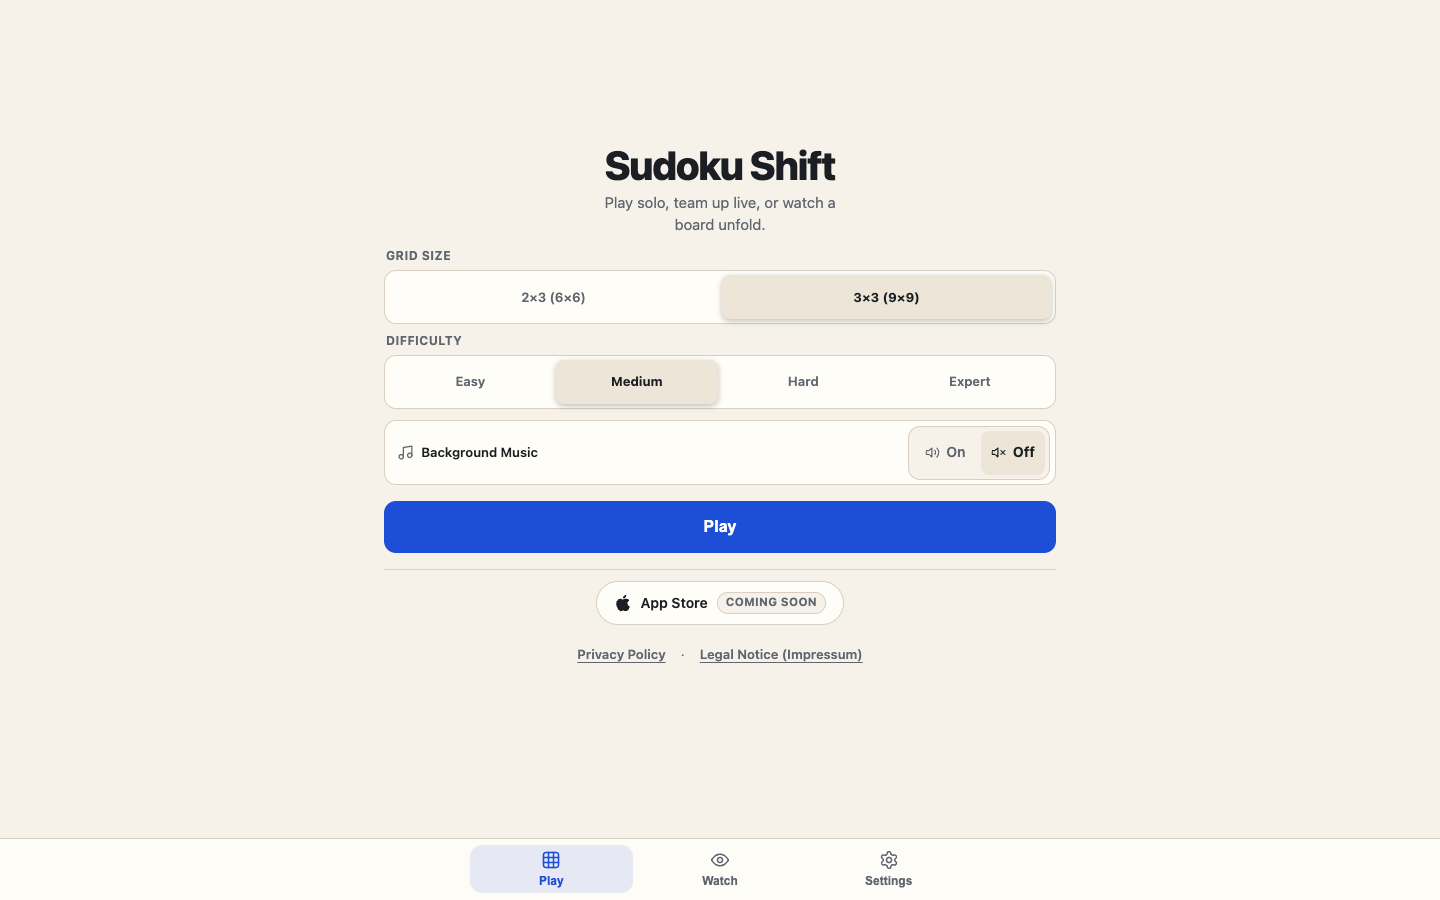 Sudoku Shift
Play solo, team up live, or watch a
board unfold.
GRID SIZE
2×3 (6×6)
3×3 (9×9)
DIFFICULTY
Easy
Medium
Hard
Expert
Background Music
On
Off
Play
App Store COMING SOON
Privacy Policy · Legal Notice (Impressum)
Play
Watch
Settings